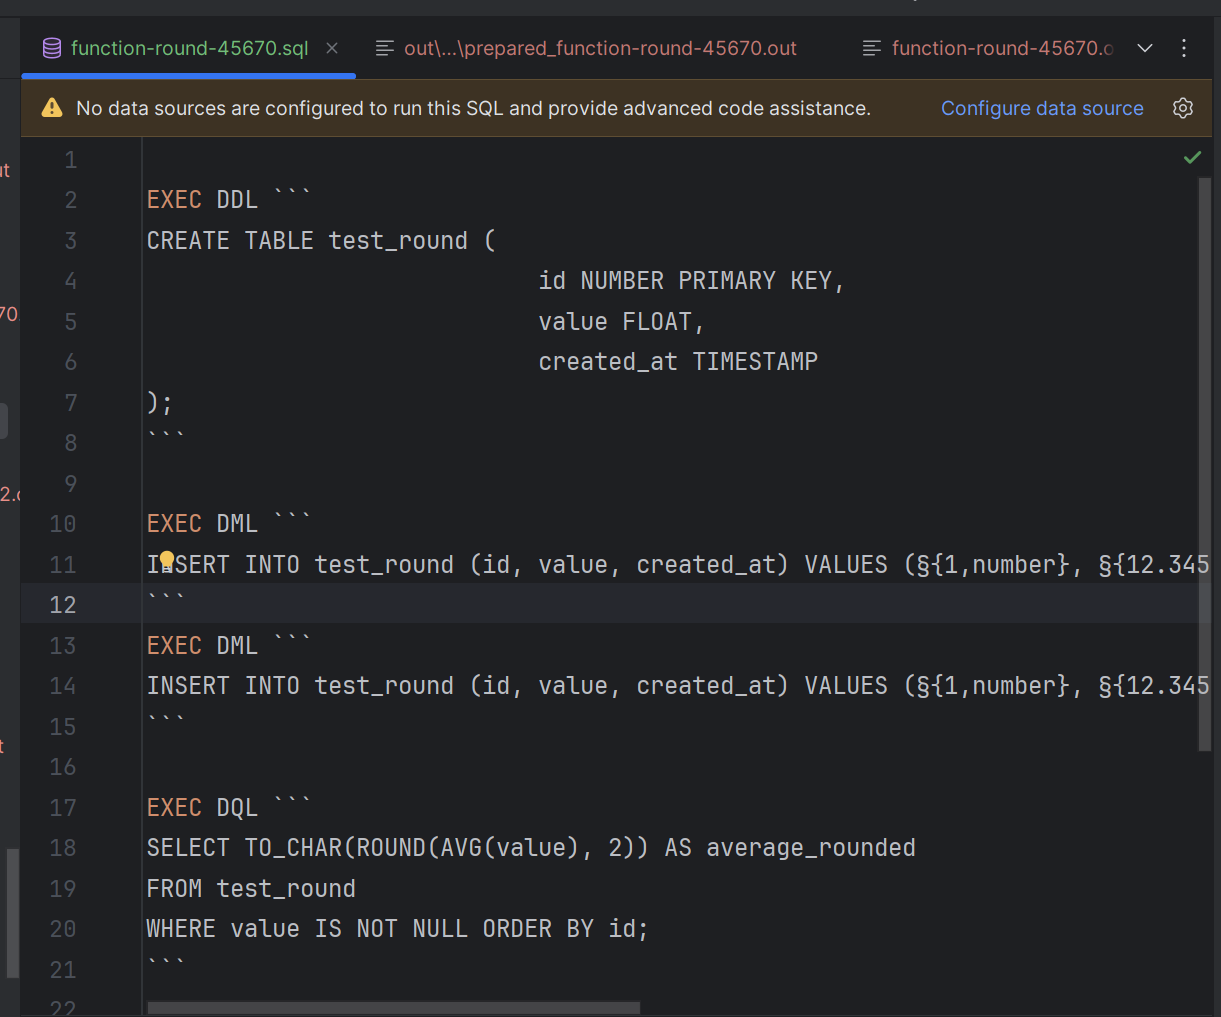 function-round-45670.sql
out\...\prepared_function-round-45670.out
function-round-45670.o
No data sources are configured to run this SQL and provide advanced code assistance.
Configure data source
1
2 EXEC DDL ```
3 CREATE TABLE test_round (
4 id NUMBER PRIMARY KEY,
5 value FLOAT,
6 created_at TIMESTAMP
7 );
8 ```
9
10 EXEC DML ```
11 INSERT INTO test_round (id, value, created_at) VALUES (§{1,number}, §{12.345
12 ```
13 EXEC DML ```
14 INSERT INTO test_round (id, value, created_at) VALUES (§{1,number}, §{12.345
15 ```
16
17 EXEC DQL ```
18 SELECT TO_CHAR(ROUND(AVG(value), 2)) AS average_rounded
19 FROM test_round
20 WHERE value IS NOT NULL ORDER BY id;
21 ```
22